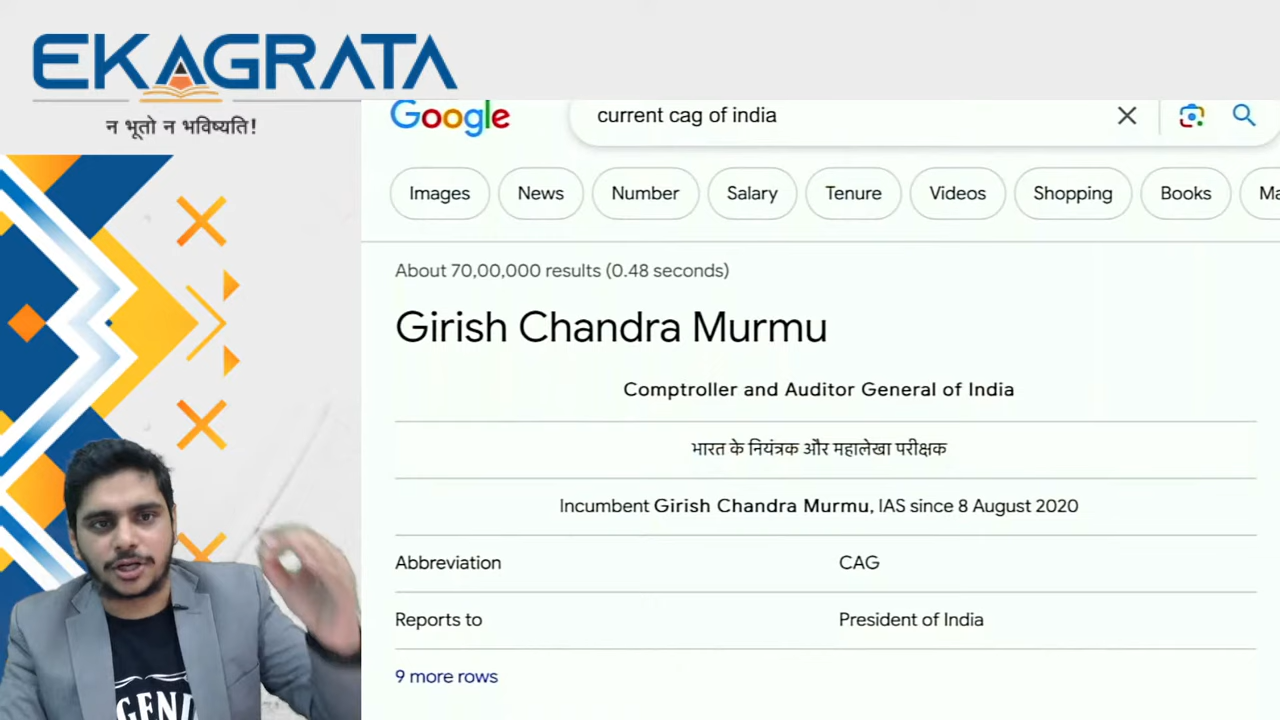 EKAGRATA
न भूतो न भविष्यति!
Google
current cag of india
Images
News
Number
Salary
Tenure
Videos
Shopping
Books
Ma
About 70,00,000 results (0.48 seconds)
Girish Chandra Murmu
Comptroller and Auditor General of India
भारत के नियंत्रक और महालेखा परीक्षक
Incumbent Girish Chandra Murmu, IAS since 8 August 2020
Abbreviation CAG
Reports to President of India
9 more rows